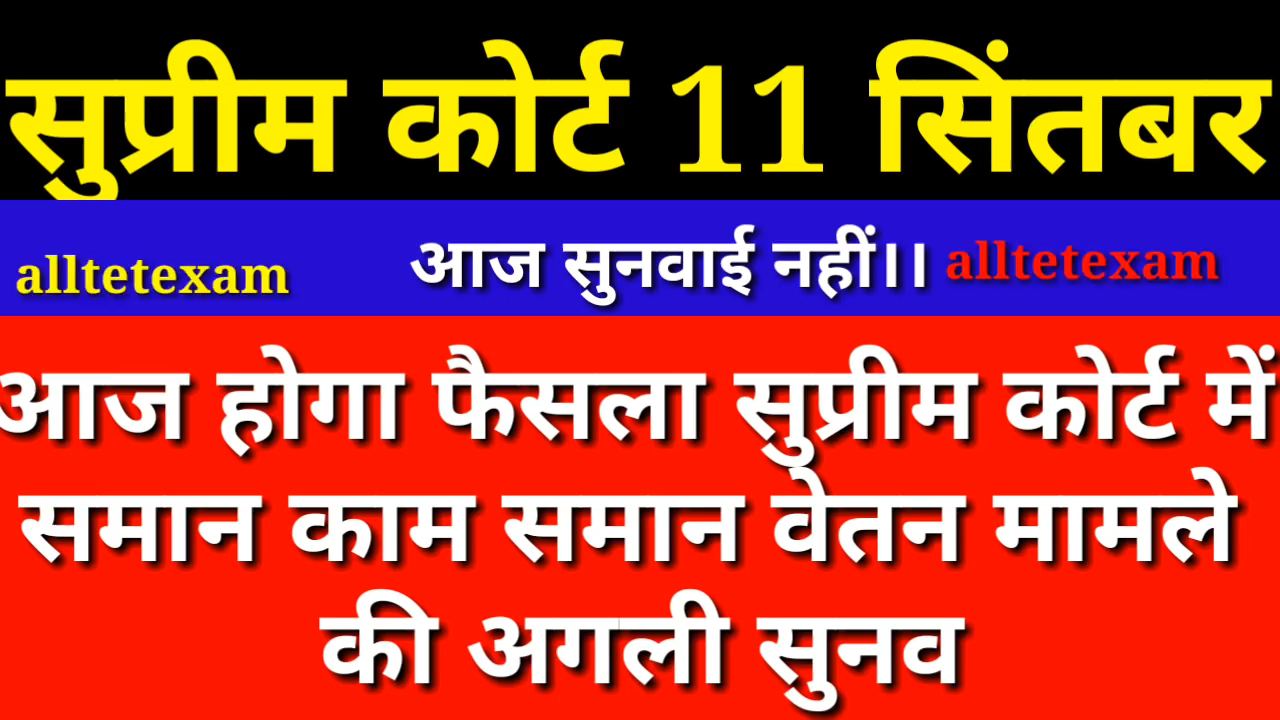 सुप्रीम कोर्ट 11 सिंतबर
alltetexam आज सुनवाई नहीं।। alltetexam
आज होगा फैसला सुप्रीम कोर्ट में
समान काम समान वेतन मामले
की अगली सुनव